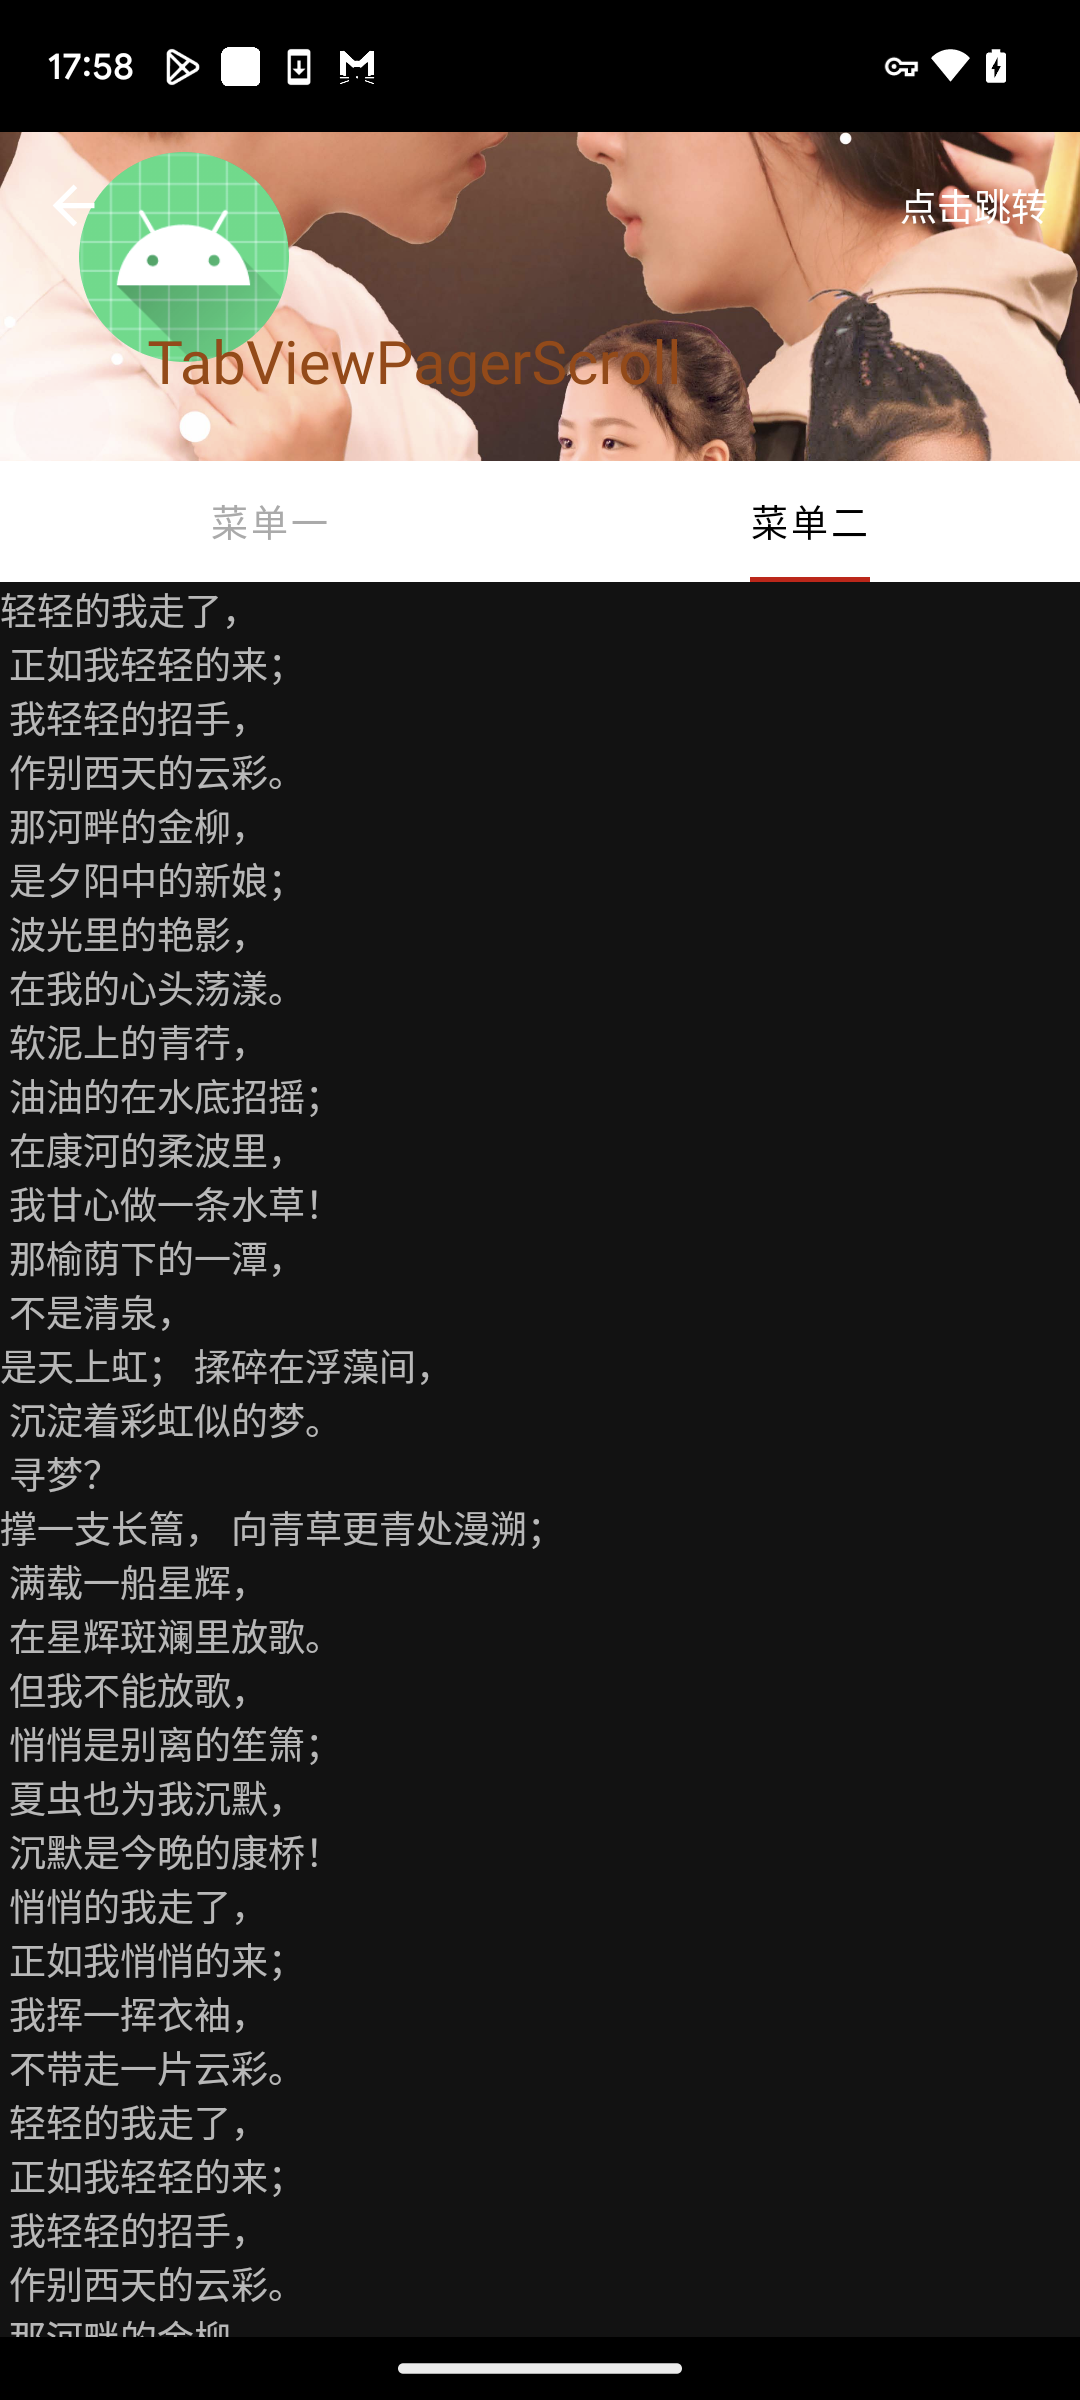 17:58
点击跳转
TabViewPagerScroll
菜单一
菜单二
轻轻的我走了，
正如我轻轻的来；
我轻轻的招手，
作别西天的云彩。
那河畔的金柳，
是夕阳中的新娘；
波光里的艳影，
在我的心头荡漾。
软泥上的青荇，
油油的在水底招摇；
在康河的柔波里，
我甘心做一条水草！
那榆荫下的一潭，
不是清泉，
是天上虹； 揉碎在浮藻间，
沉淀着彩虹似的梦。
寻梦？
撑一支长篙， 向青草更青处漫溯；
满载一船星辉，
在星辉斑斓里放歌。
但我不能放歌，
悄悄是别离的笙箫；
夏虫也为我沉默，
沉默是今晚的康桥！
悄悄的我走了，
正如我悄悄的来；
我挥一挥衣袖，
不带走一片云彩。
轻轻的我走了，
正如我轻轻的来；
我轻轻的招手，
作别西天的云彩。
那河畔的金柳